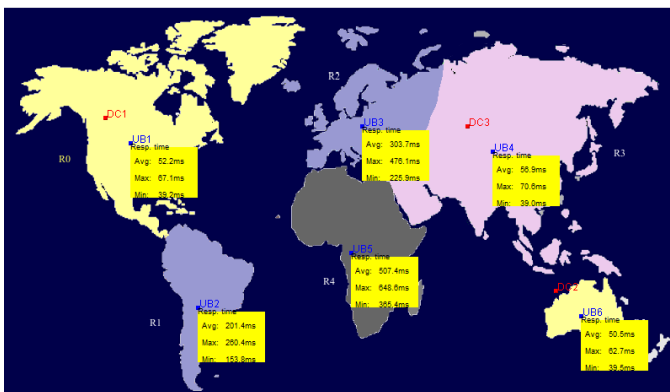 R2
DC1
UB3
DC3
Resp. time
Avg: 303.7ms
Max: 476.1ms
Min: 225.9ms
UB1
Resp. time
Avg: 52.2ms
Max: 67.1ms
Min: 39.2ms
R0
UB4
Resp. time
Avg: 56.9ms
Max: 70.6ms
Min: 39.0ms
R3
UB5
Resp. time
Avg: 507.4ms
Max: 648.6ms
Min: 365.4ms
R4
DC2
UB2
Resp. time
Avg: 201.4ms
Max: 260.4ms
Min: 153.8ms
R1
UB6
Resp. time
Avg: 50.5ms
Max: 62.7ms
Min: 39.5ms